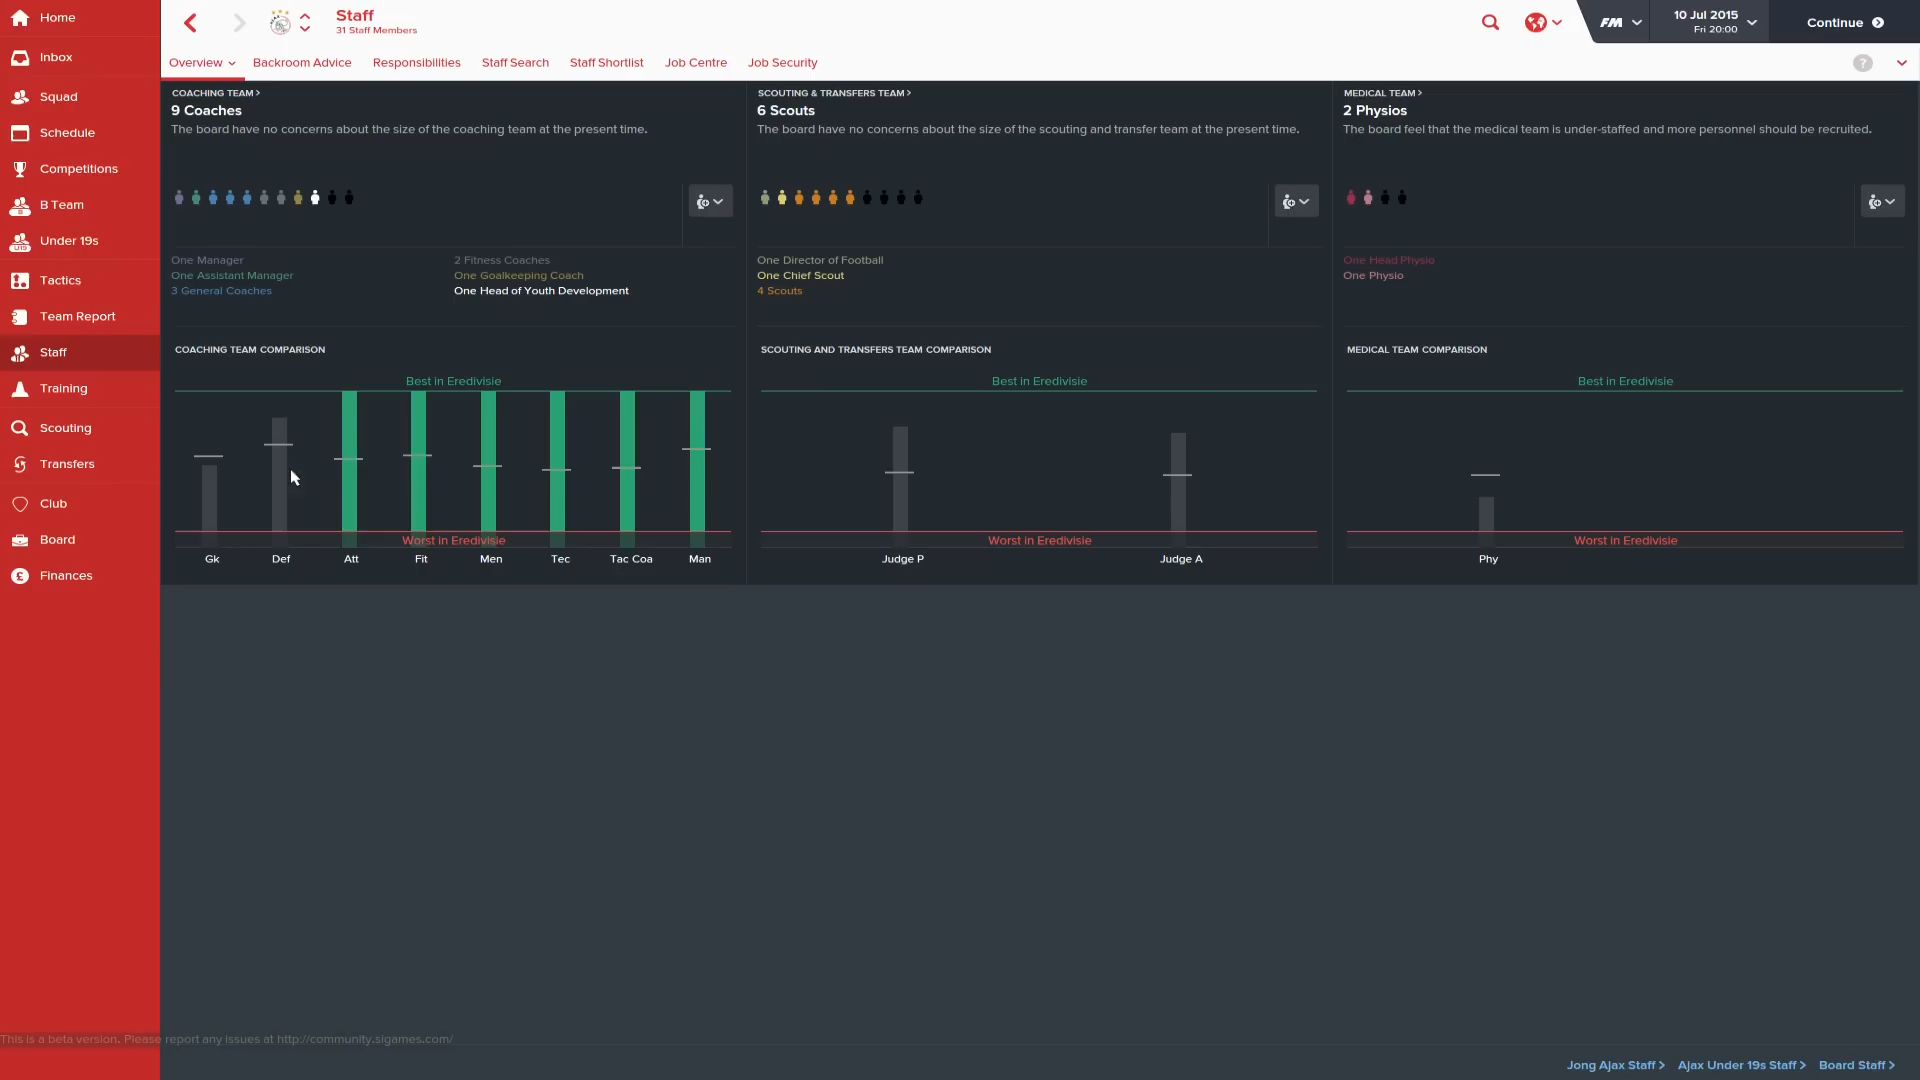 Home
Inbox
Squad
Schedule
Competitions
B Team
Under 19s
Tactics
Team Report
Staff
Training
Scouting
Transfers
Club
Board
Finances
Staff
31 Staff Members
FM
10 Jul 2015
Fri 20:00
Continue
Overview
Backroom Advice
Responsibilities
Staff Search
Staff Shortlist
Job Centre
Job Security
?
COACHING TEAM >
9 Coaches
The board have no concerns about the size of the coaching team at the present time.
One Manager
One Assistant Manager
3 General Coaches
2 Fitness Coaches
One Goalkeeping Coach
One Head of Youth Development
COACHING TEAM COMPARISON
Best in Eredivisie
Worst in Eredivisie
Gk Def Att Fit Men Tec Tac Coa Man
SCOUTING & TRANSFERS TEAM >
6 Scouts
The board have no concerns about the size of the scouting and transfer team at the present time.
One Director of Football
One Chief Scout
4 Scouts
SCOUTING AND TRANSFERS TEAM COMPARISON
Best in Eredivisie
Worst in Eredivisie
Judge P Judge A
MEDICAL TEAM >
2 Physios
The board feel that the medical team is under-staffed and more personnel should be recruited.
One Head Physio
One Physio
MEDICAL TEAM COMPARISON
Best in Eredivisie
Worst in Eredivisie
Phy
This is a beta version. Please report any issues at http://community.sigames.com/
Jong Ajax Staff > Ajax Under 19s Staff > Board Staff >